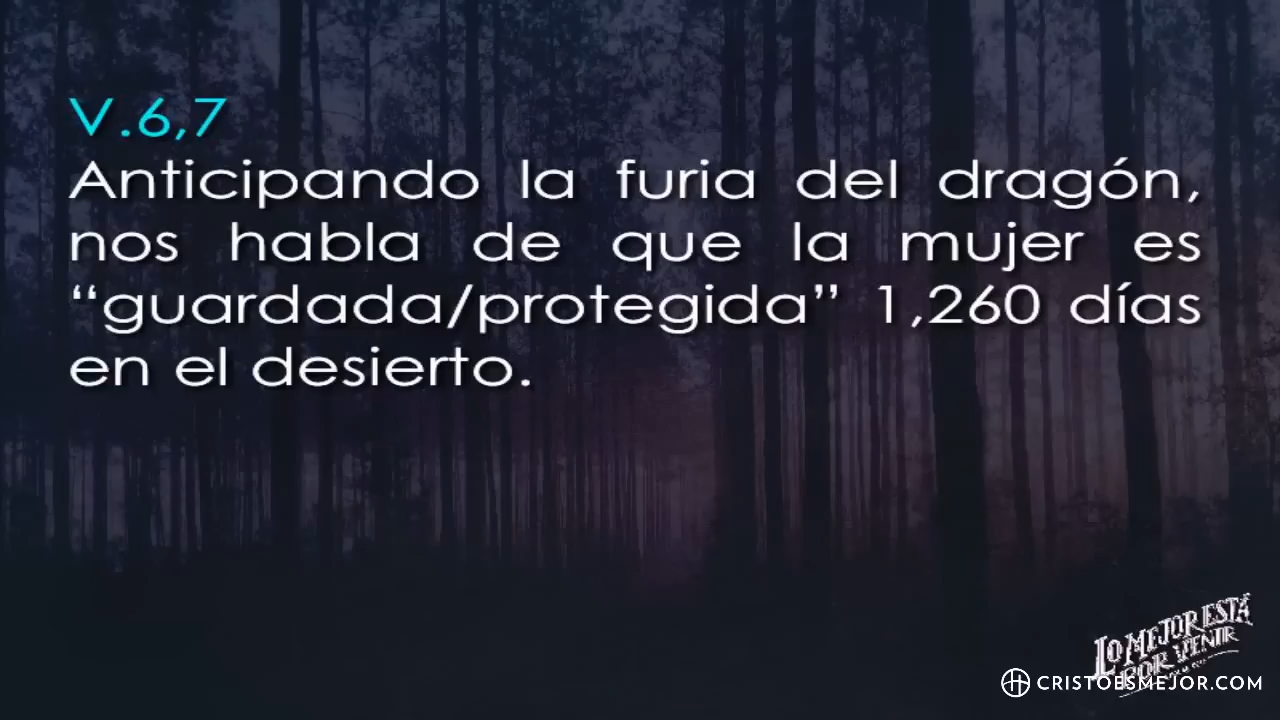 V.6,7
Anticipando la furia del dragón,
nos habla de que la mujer es
“guardada/protegida” 1,260 días
en el desierto.
LO MEJOR ESTÁ
POR VENIR
CRISTOESMEJOR.COM